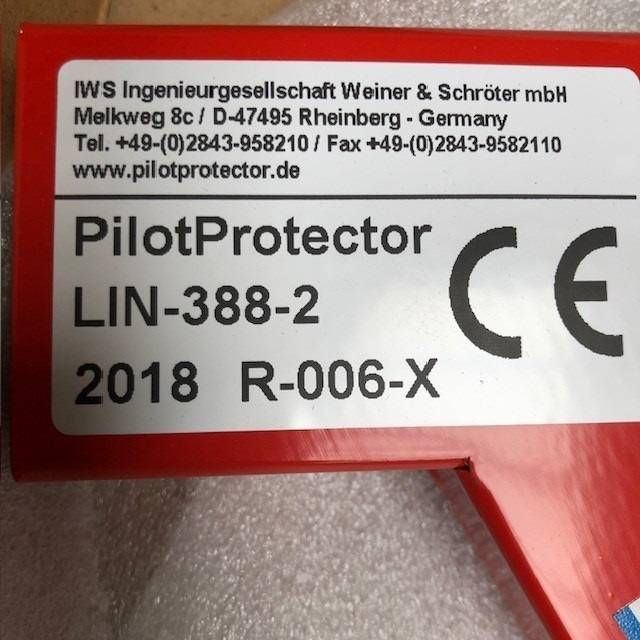 IWS Ingenieurgesellschaft Weiner & Schröter mbH
Melkweg 8c / D-47495 Rheinberg - Germany
Tel. +49-(0)2843-958210 / Fax +49-(0)2843-9582110
www.pilotprotector.de
PilotProtector
LIN-388-2
2018 R-006-X
CE